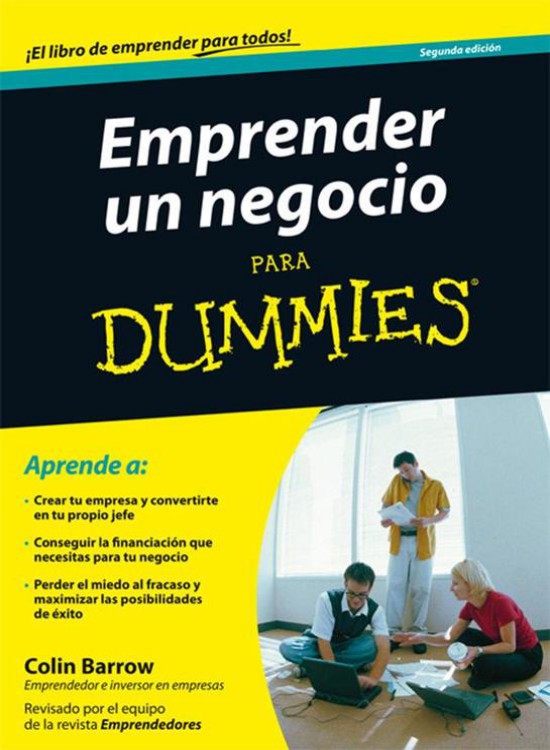 ¡El libro de emprender para todos!
Segunda edición
Emprender
un negocio
PARA
DUMMIES®
Aprende a:
• Crear tu empresa y convertirte
en tu propio jefe
• Conseguir la financiación que
necesitas para tu negocio
• Perder el miedo al fracaso y
maximizar las posibilidades
de éxito
Colin Barrow
Emprendedor e inversor en empresas
Revisado por el equipo
de la revista Emprendedores